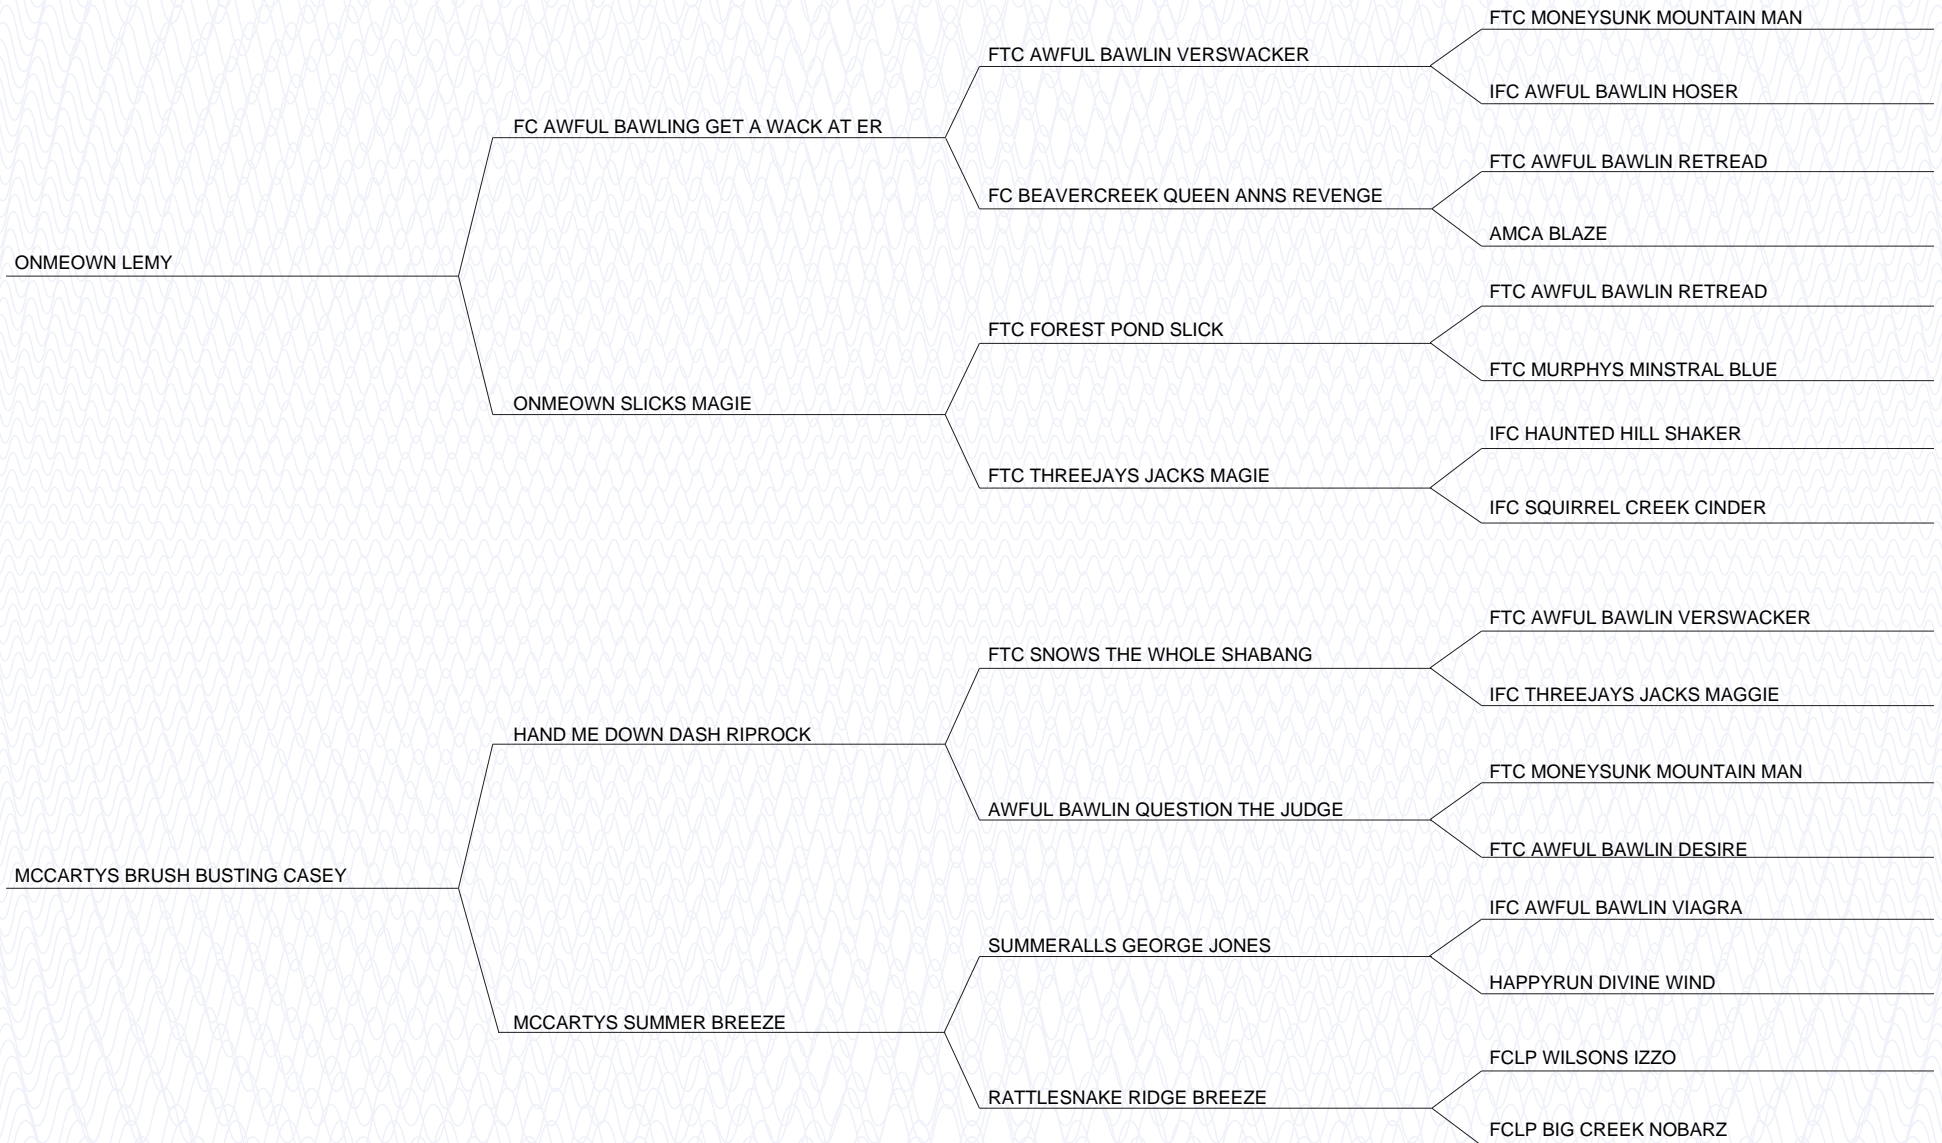 FTC MONEYSUNK MOUNTAIN MAN
FTC AWFUL BAWLIN VERSWACKER
IFC AWFUL BAWLIN HOSER
FC AWFUL BAWLING GET A WACK AT ER
FTC AWFUL BAWLIN RETREAD
FC BEAVERCREEK QUEEN ANNS REVENGE
AMCA BLAZE
ONMEOWN LEMY
FTC AWFUL BAWLIN RETREAD
FTC FOREST POND SLICK
FTC MURPHYS MINSTRAL BLUE
ONMEOWN SLICKS MAGIE
IFC HAUNTED HILL SHAKER
FTC THREEJAYS JACKS MAGIE
IFC SQUIRREL CREEK CINDER
FTC AWFUL BAWLIN VERSWACKER
FTC SNOWS THE WHOLE SHABANG
IFC THREEJAYS JACKS MAGGIE
HAND ME DOWN DASH RIPROCK
FTC MONEYSUNK MOUNTAIN MAN
AWFUL BAWLIN QUESTION THE JUDGE
FTC AWFUL BAWLIN DESIRE
MCCARTYS BRUSH BUSTING CASEY
IFC AWFUL BAWLIN VIAGRA
SUMMERALLS GEORGE JONES
HAPPYRUN DIVINE WIND
MCCARTYS SUMMER BREEZE
FCLP WILSONS IZZO
RATTLESNAKE RIDGE BREEZE
FCLP BIG CREEK NOBARZ